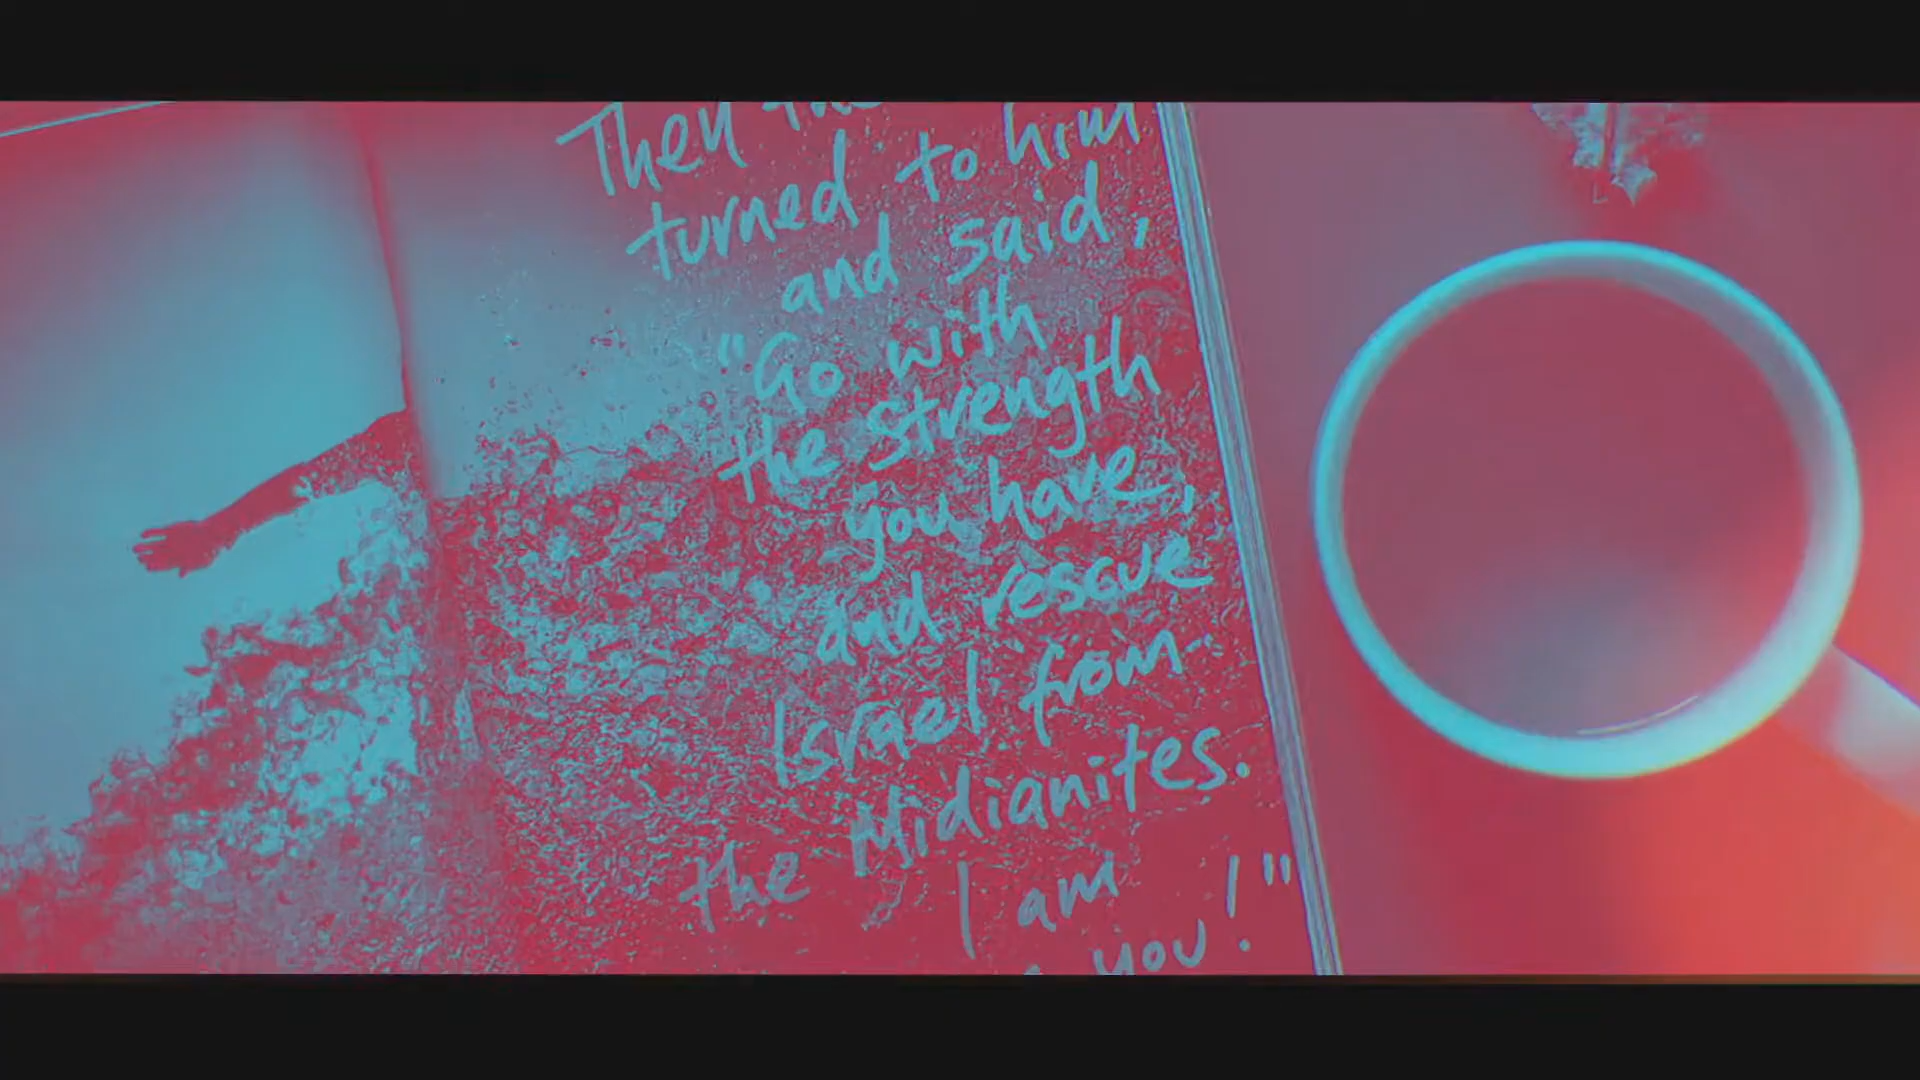 Then the
turned to him
and said,
"Go with
the strength
you have,
and rescue
Israel from
the Midianites.
I am
you!"